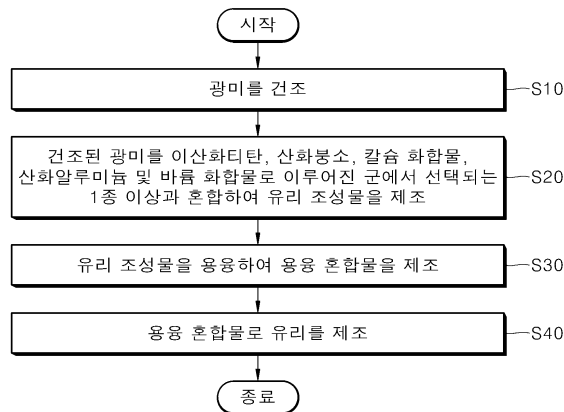 시작
광미를 건조
S10
건조된 광미를 이산화티탄, 산화붕소, 칼슘 화합물,
산화알루미늄 및 바륨 화합물로 이루어진 군에서 선택되는
1종 이상과 혼합하여 유리 조성물을 제조
S20
유리 조성물을 용융하여 용융 혼합물을 제조
S30
용융 혼합물로 유리를 제조
S40
종료